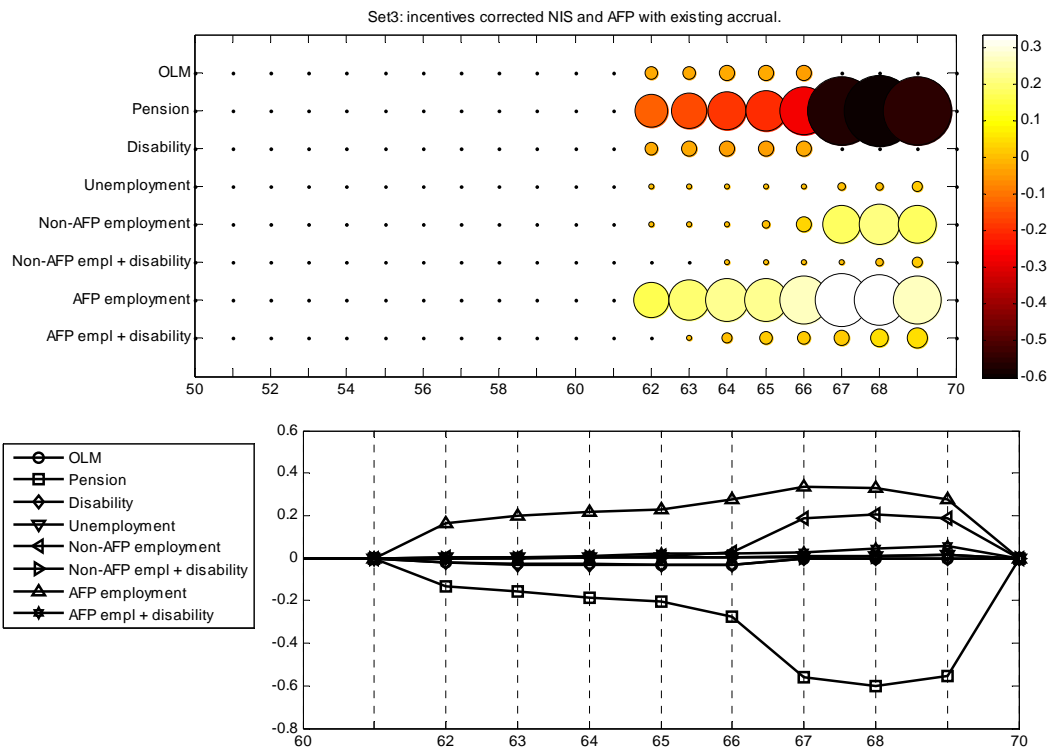 Set3: incentives corrected NIS and AFP with existing accrual.
OLM
Pension
Disability
Unemployment
Non-AFP employment
Non-AFP empl + disability
AFP employment
AFP empl + disability
50 52 54 55 56 58 60 62 63 64 65 66 67 68 70
0.3
0.2
0.1
0
-0.1
-0.2
-0.3
-0.4
-0.5
-0.6
OLM
Pension
Disability
Unemployment
Non-AFP employment
Non-AFP empl + disability
AFP employment
AFP empl + disability
0.6
0.4
0.2
0
-0.2
-0.4
-0.6
-0.8
60 62 63 64 65 66 67 68 70